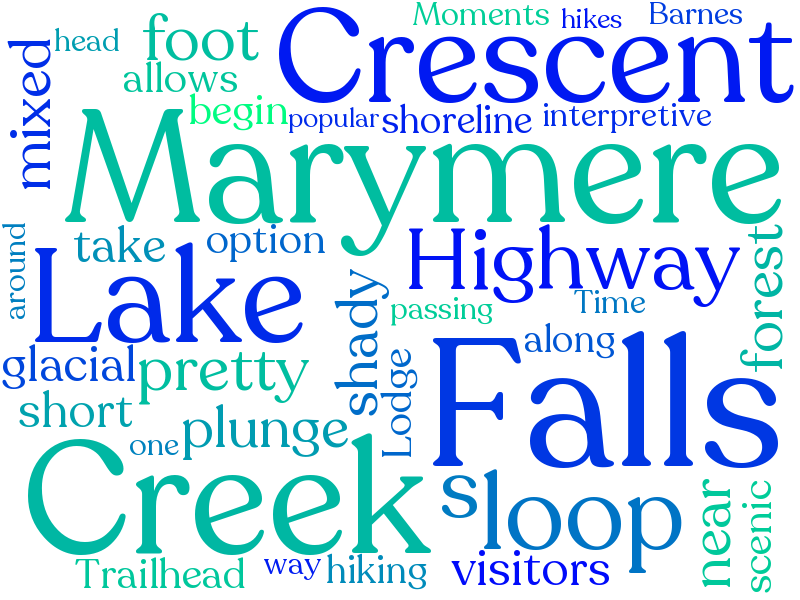 Moments hikes Barnes
head foot Crescent
mixed allows
begin popular shoreline interpretive
Marymere
around take option Highway
Lake shady passing Time forest
glacial pretty Lodge along Falls
short plunge
one
Creek s loop near scenic
Trailhead way hiking visitors